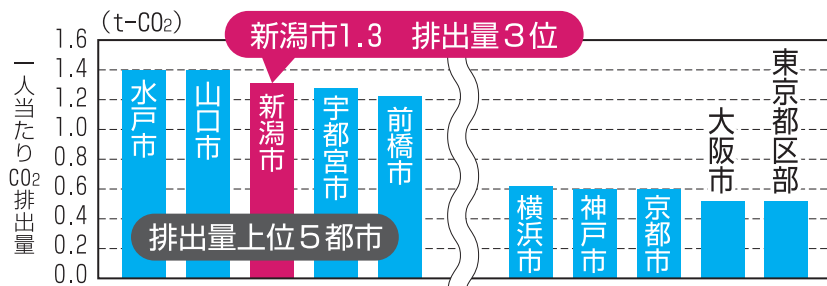 (t-CO₂)
新潟市1.3 排出量3位
一人当たりCO₂排出量
1.6
1.4
1.2
1.0
0.8
0.6
0.4
0.2
0.0
水戸市
山口市
新潟市
宇都宮市
前橋市
排出量上位5都市
横浜市
神戸市
京都市
大阪市
東京都区部